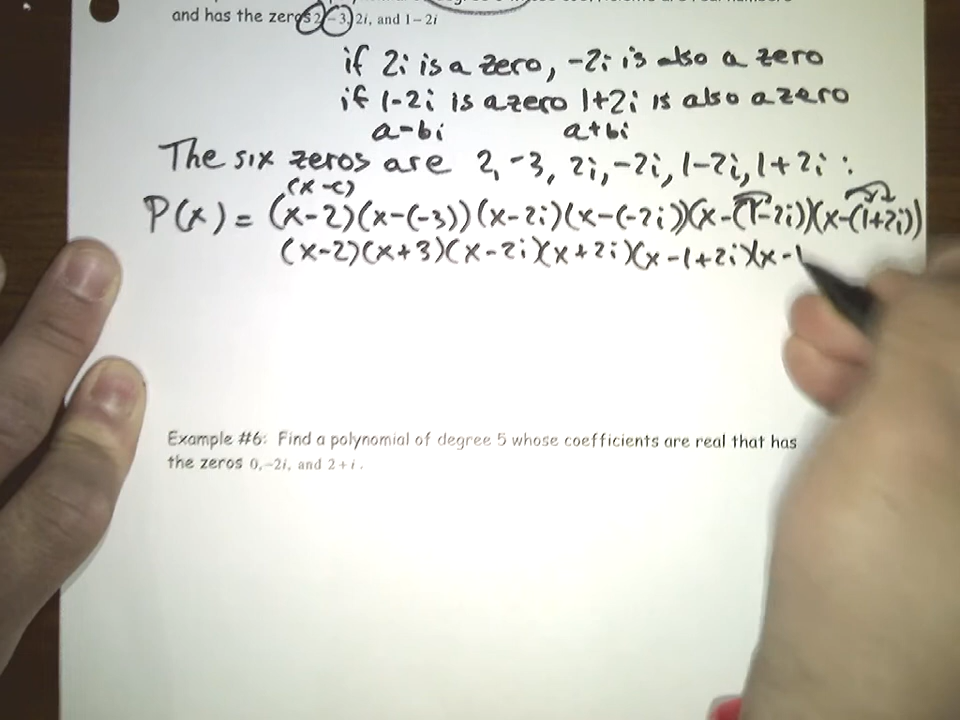 and has the zeros 2, -3, 2i, and 1-2i
if 2i is a zero, -2i is also a zero
if 1-2i is a zero 1+2i is also a zero
a-bi a+bi
The six zeros are 2, -3, 2i, -2i, 1-2i, 1+2i :
(x-c)
P(x) = (x-2)(x-(-3))(x-2i)(x-(-2i))(x-(1-2i))(x-(1+2i))
(x-2)(x+3)(x-2i)(x+2i)(x-1+2i)(x-1
Example #6: Find a polynomial of degree 5 whose coefficients are real that has
the zeros 0, -2i, and 2+i.